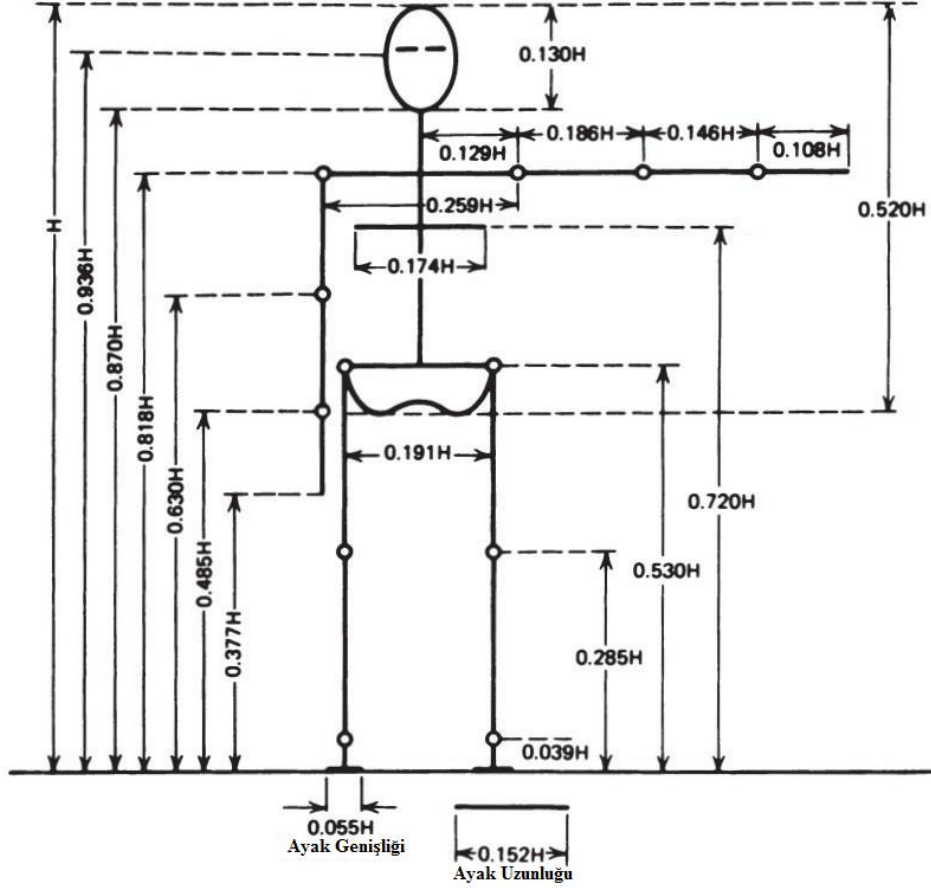 0.130H
0.129H
0.186H
0.146H
0.108H
0.259H
0.520H
H
0.936H
0.174H
0.870H
0.818H
0.191H
0.630H
0.720H
0.485H
0.530H
0.377H
0.285H
0.039H
0.055H
Ayak Genişliği
0.152H
Ayak Uzunluğu